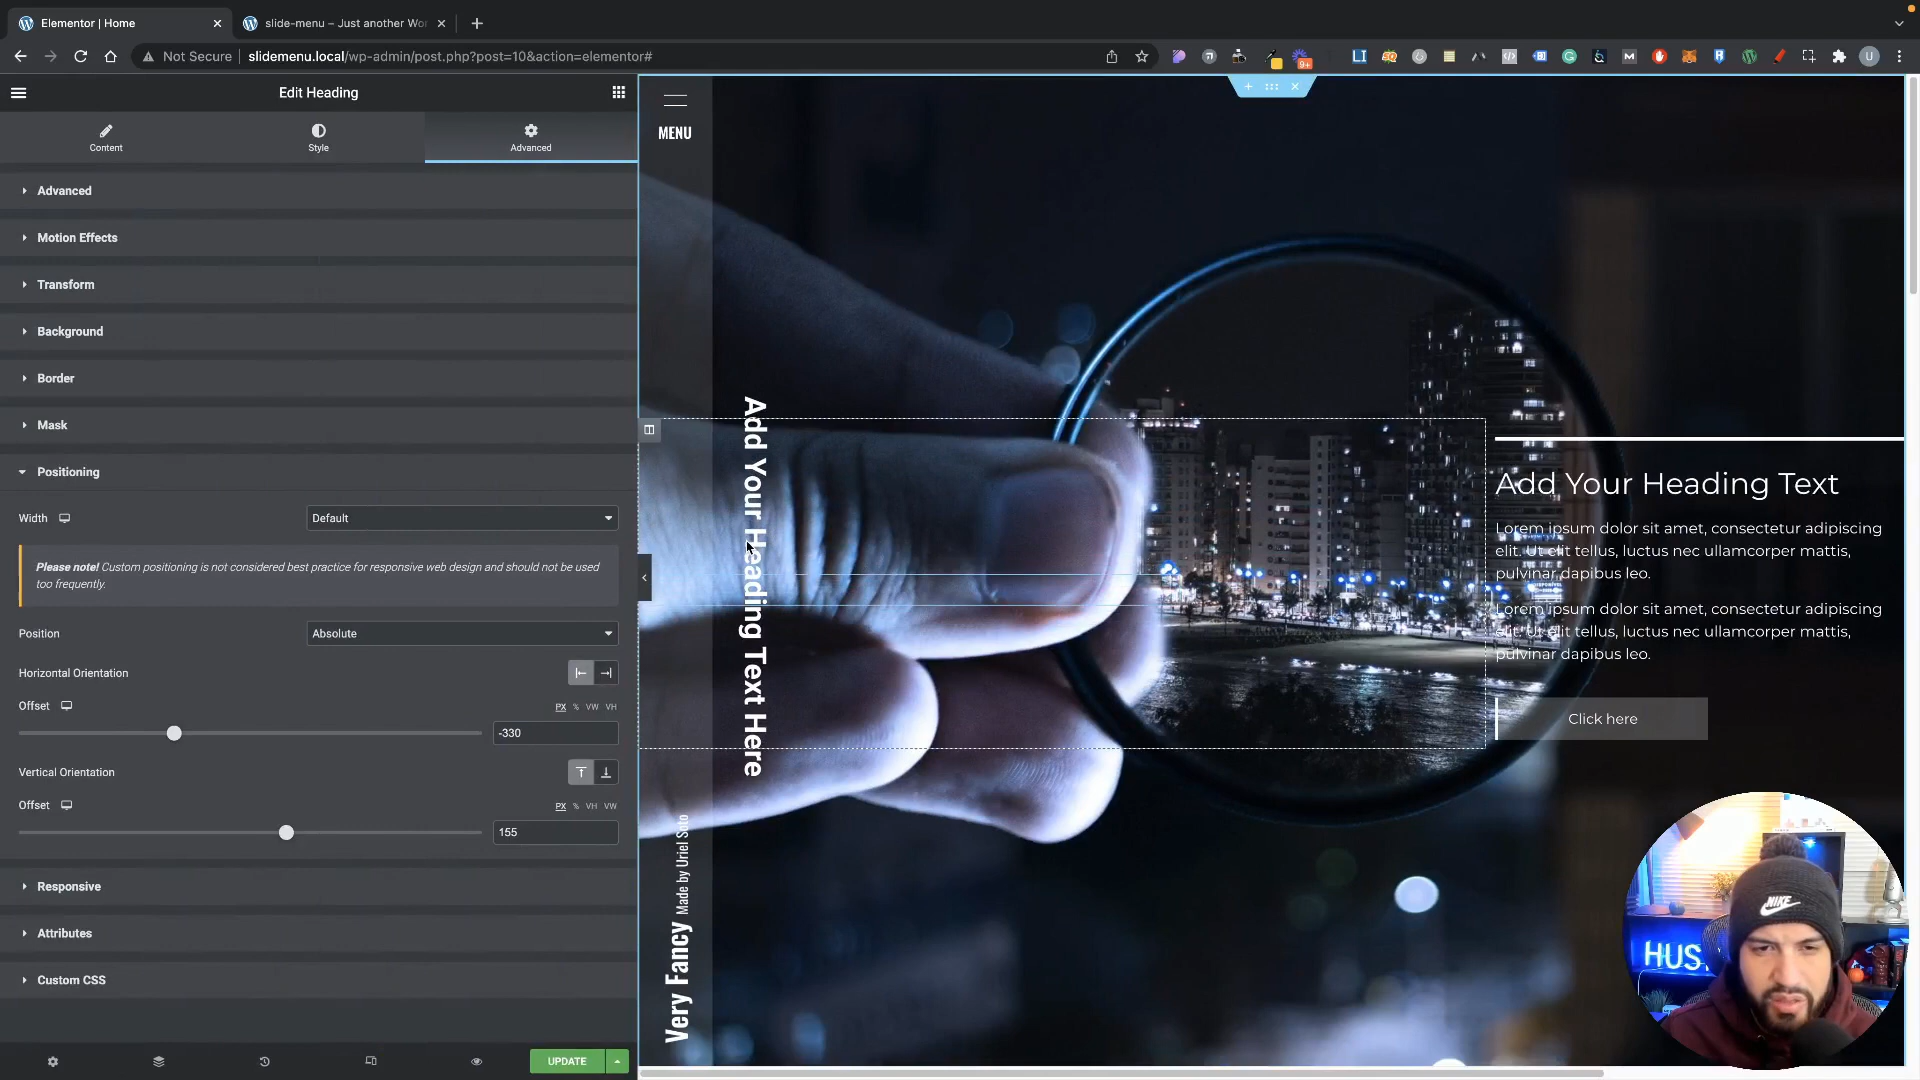 Elementor | Home
slide-menu – Just another Wo
Not Secure
slidemenu.local/wp-admin/post.php?post=10&action=elementor#
9+
Edit Heading
Content
Style
Advanced
Advanced
Motion Effects
Transform
Background
Border
Mask
Positioning
Width
Default
Please note! Custom positioning is not considered best practice for responsive web design and should not be used
too frequently.
Position
Absolute
Horizontal Orientation
Offset
PX % VW VH
-330
Vertical Orientation
Offset
PX % VH VW
155
Responsive
Attributes
Custom CSS
UPDATE
MENU
Add Your Heading Text Here
Very Fancy Made by Uriel Soto
Add Your Heading Text
Lorem ipsum dolor sit amet, consectetur adipiscing
elit. Ut elit tellus, luctus nec ullamcorper mattis,
pulvinar dapibus leo.
Lorem ipsum dolor sit amet, consectetur adipiscing
elit. Ut elit tellus, luctus nec ullamcorper mattis,
pulvinar dapibus leo.
Click here
NIKE
HUS